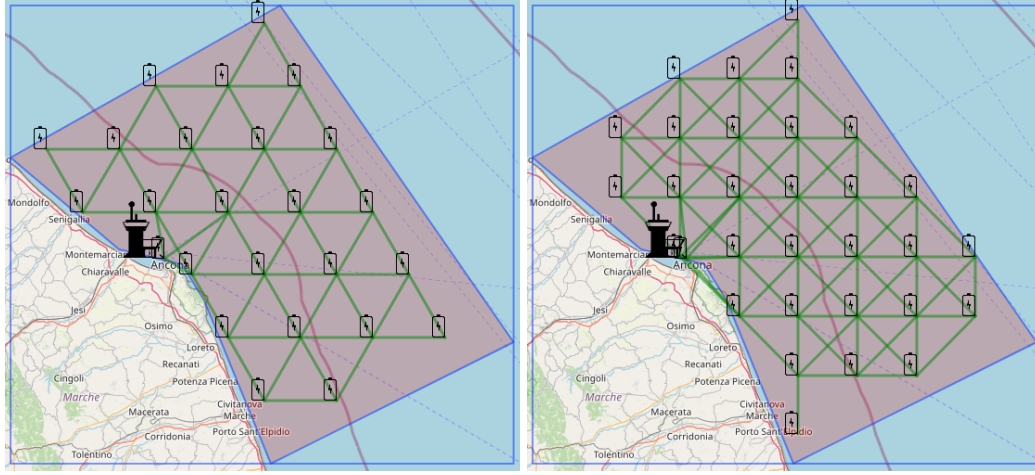 Mondolfo
Senigallia
Montemarcian
Ancona
Chiaravalle
Jesi
Osimo
Loreto
Recanati
Cingoli
Potenza Picena
Marche
Civitanova
Marche
Macerata
Porto Sant'Elpidio
Corridonia
Tolentino
Mondolfo
Senigallia
Montemarcian
Ancona
Chiaravalle
Jesi
Osimo
Loreto
Recanati
Cingoli
Potenza Picena
Marche
Civitanova
Marche
Macerata
Porto Sant'Elpidio
Corridonia
Tolentino